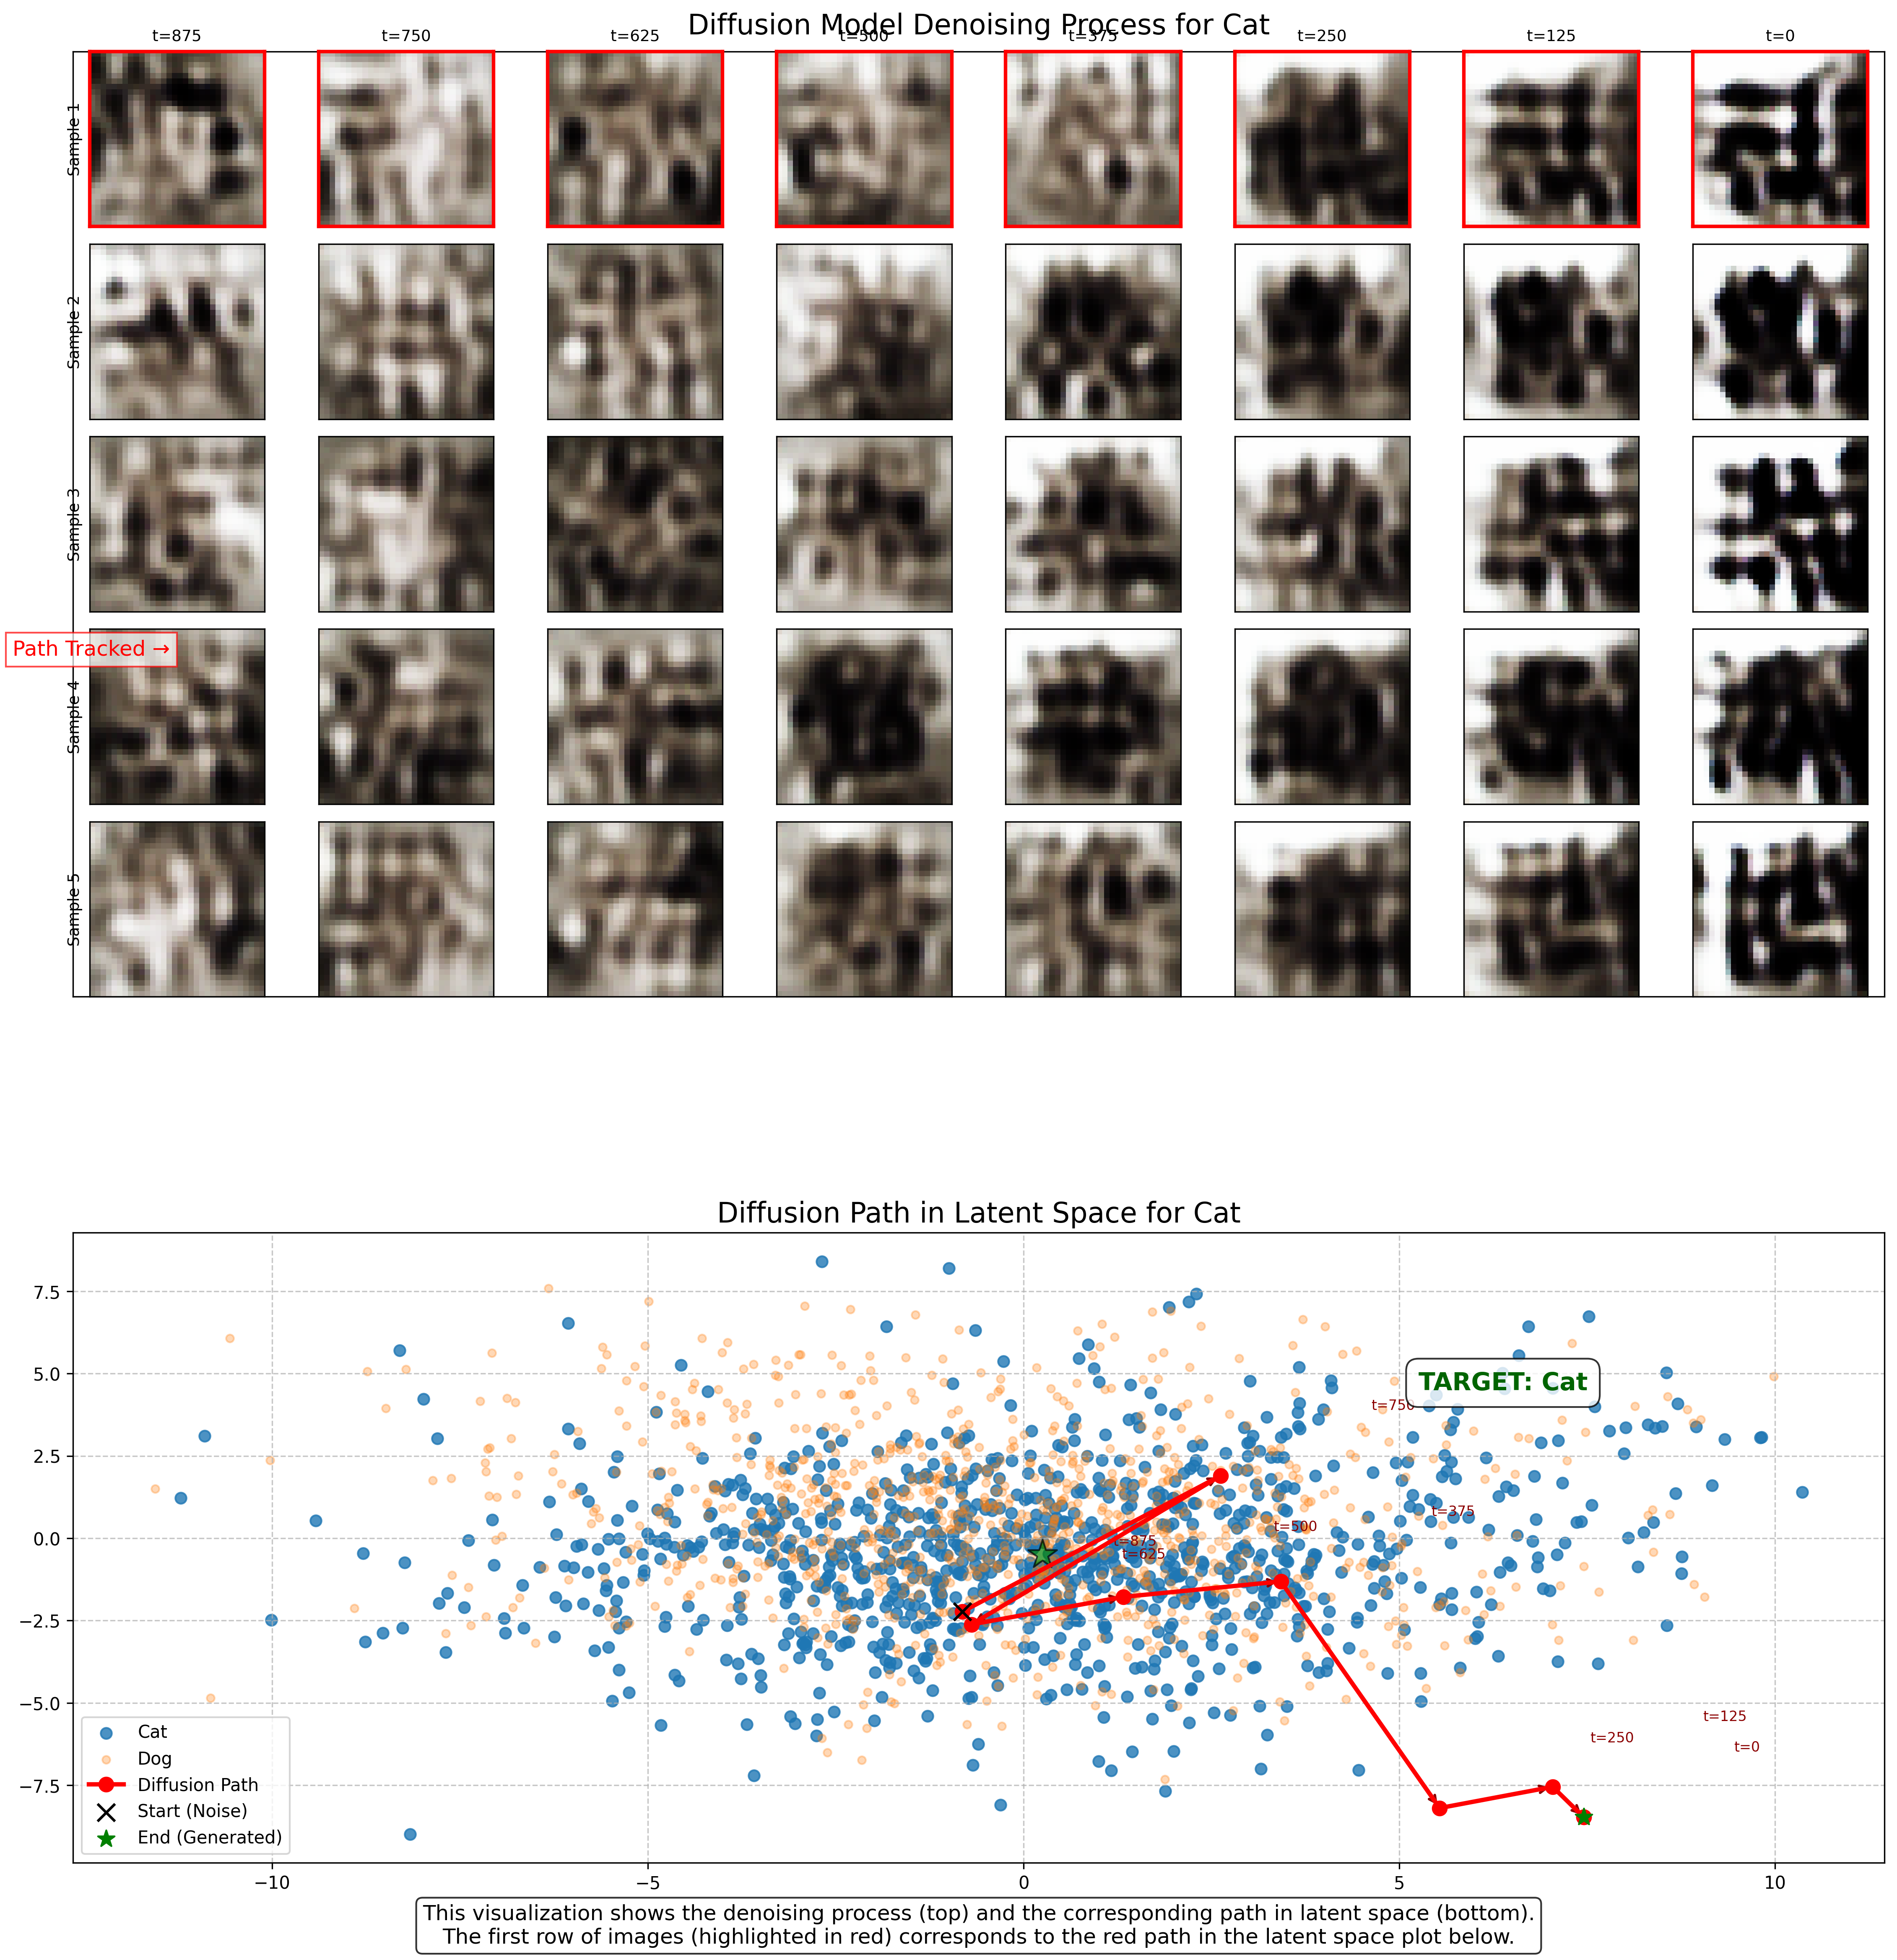 Diffusion Model Denoising Process for Cat
t=875 t=750 t=625 t=500 t=375 t=250 t=125 t=0
Sample 1
Sample 2
Sample 3
Path Tracked →
Sample 4
Sample 5
Diffusion Path in Latent Space for Cat
7.5
5.0
2.5
0.0
−2.5
−5.0
−7.5
TARGET: Cat
t=750
t=375
t=500
t=875
t=625
t=125
t=250
t=0
Cat
Dog
Diffusion Path
Start (Noise)
End (Generated)
−10 −5 0 5 10
This visualization shows the denoising process (top) and the corresponding path in latent space (bottom).
The first row of images (highlighted in red) corresponds to the red path in the latent space plot below.